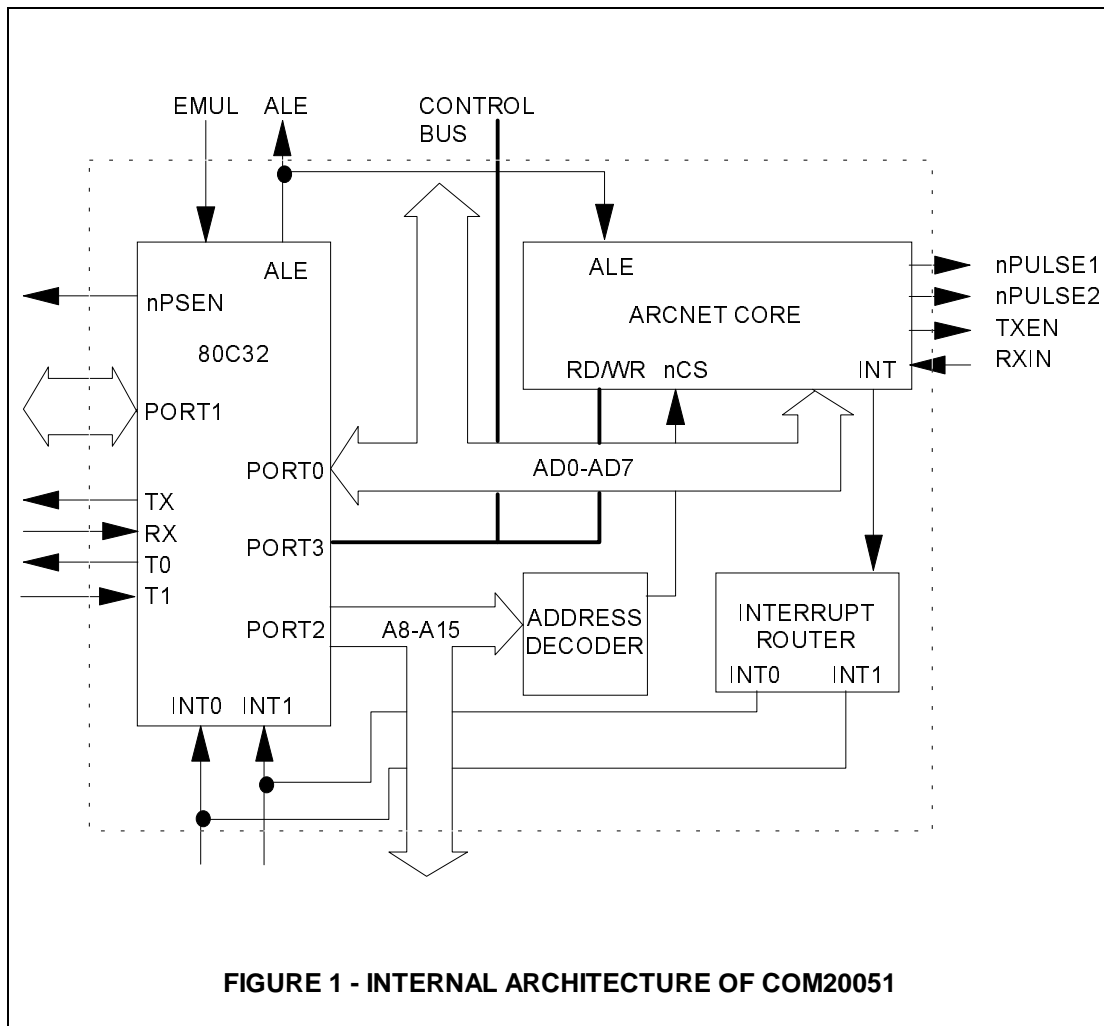 EMUL ALE CONTROL
BUS
ALE
nPSEN
80C32
PORT1
PORT0
TX
RX
T0
T1
PORT3
PORT2
INT0 INT1
ALE
ARCNET CORE
RD/WR nCS INT
nPULSE1
nPULSE2
TXEN
RXIN
AD0-AD7
A8-A15
ADDRESS
DECODER
INTERRUPT
ROUTER
INT0 INT1
FIGURE 1 - INTERNAL ARCHITECTURE OF COM20051